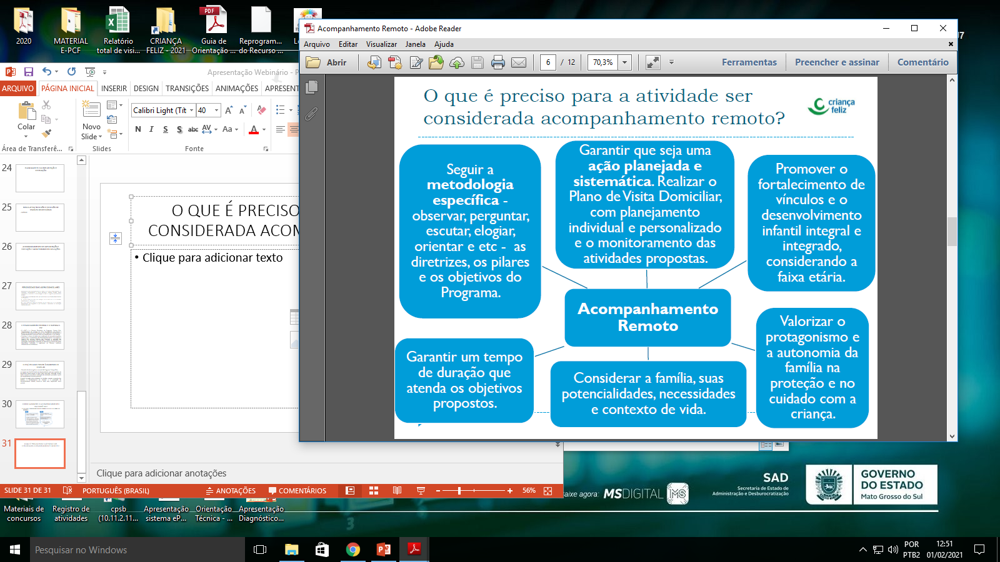 2020
MATERIAL
E-PCF
Relatório
total de visi...
CRIANÇA
FELIZ - 2021
PDF
Guia de
Orientação ...
Reprogram...
do Recurso ...
Acompanhamento Remoto - Adobe Reader
Arquivo Editar Visualizar Janela Ajuda
Abrir
6 / 12
70,3%
Ferramentas
Preencher e assinar
Comentário
Apresentação Webinário - P
ARQUIVO PÁGINA INICIAL INSERIR DESIGN TRANSIÇÕES ANIMAÇÕES APRESENT
Colar
Novo
Slide
Calibri Light (Tít
40
N I S S abc AV Aa A
Área de Transferê...
Slides
Fonte
24
25
26
27
28
29
30
31
O QUE É PRECISO
CONSIDERADA ACOM
• Clique para adicionar texto
Clique para adicionar anotações
SLIDE 31 DE 31
PORTUGUÊS (BRASIL)
ANOTAÇÕES
COMENTÁRIOS
56%
O que é preciso para a atividade ser
considerada acompanhamento remoto?
criança
feliz
Seguir a
metodologia
específica -
observar, perguntar,
escutar, elogiar,
orientar e etc - as
diretrizes, os pilares
e os objetivos do
Programa.
Garantir que seja uma
ação planejada e
sistemática. Realizar o
Plano de Visita Domiciliar,
com planejamento
individual e personalizado
e o monitoramento das
atividades propostas.
Promover o
fortalecimento de
vínculos e o
desenvolvimento
infantil integral e
integrado,
considerando a
faixa etária.
Acompanhamento
Remoto
Garantir um tempo
de duração que
atenda os objetivos
propostos.
Considerar a família, suas
potencialidades, necessidades
e contexto de vida.
Valorizar o
protagonismo e
a autonomia da
família na
proteção e no
cuidado com a
criança.
aixe agora: MSDIGITAL MS
SAD
Secretaria de Estado de
Administração e Desburocratização
GOVERNO
DO ESTADO
Mato Grosso do Sul
Materiais de
concursos
Registro de
atividades
cpsb
(10.11.2.11...
Apresentação
sistema eP...
Orientação
Técnica - ...
Apresentação
Diagnóstico...
3
Pesquisar no Windows
POR
PTB2
12:51
01/02/2021